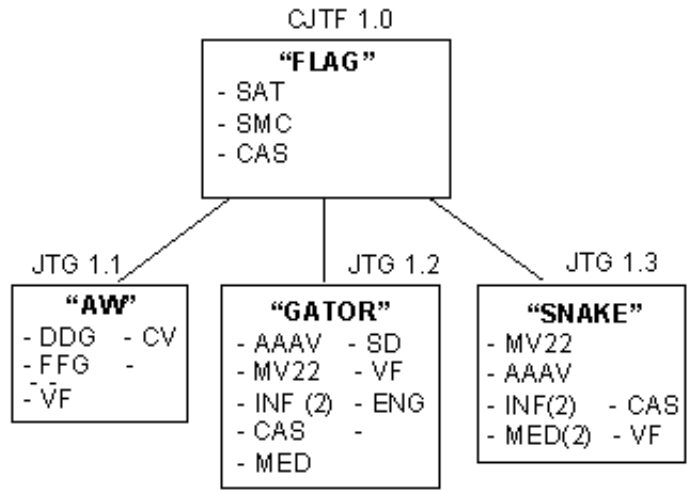 CJTF 1.0
“FLAG”
- SAT
- SMC
- CAS
JTG 1.1
“AW”
- DDG - CV
- FFG -
- -
- VF
JTG 1.2
“GATOR”
- AAAV - SD
- MV22 - VF
- INF (2) - ENG
- CAS -
- MED
JTG 1.3
“SNAKE”
- MV22
- AAAV
- INF(2) - CAS
- MED(2) - VF